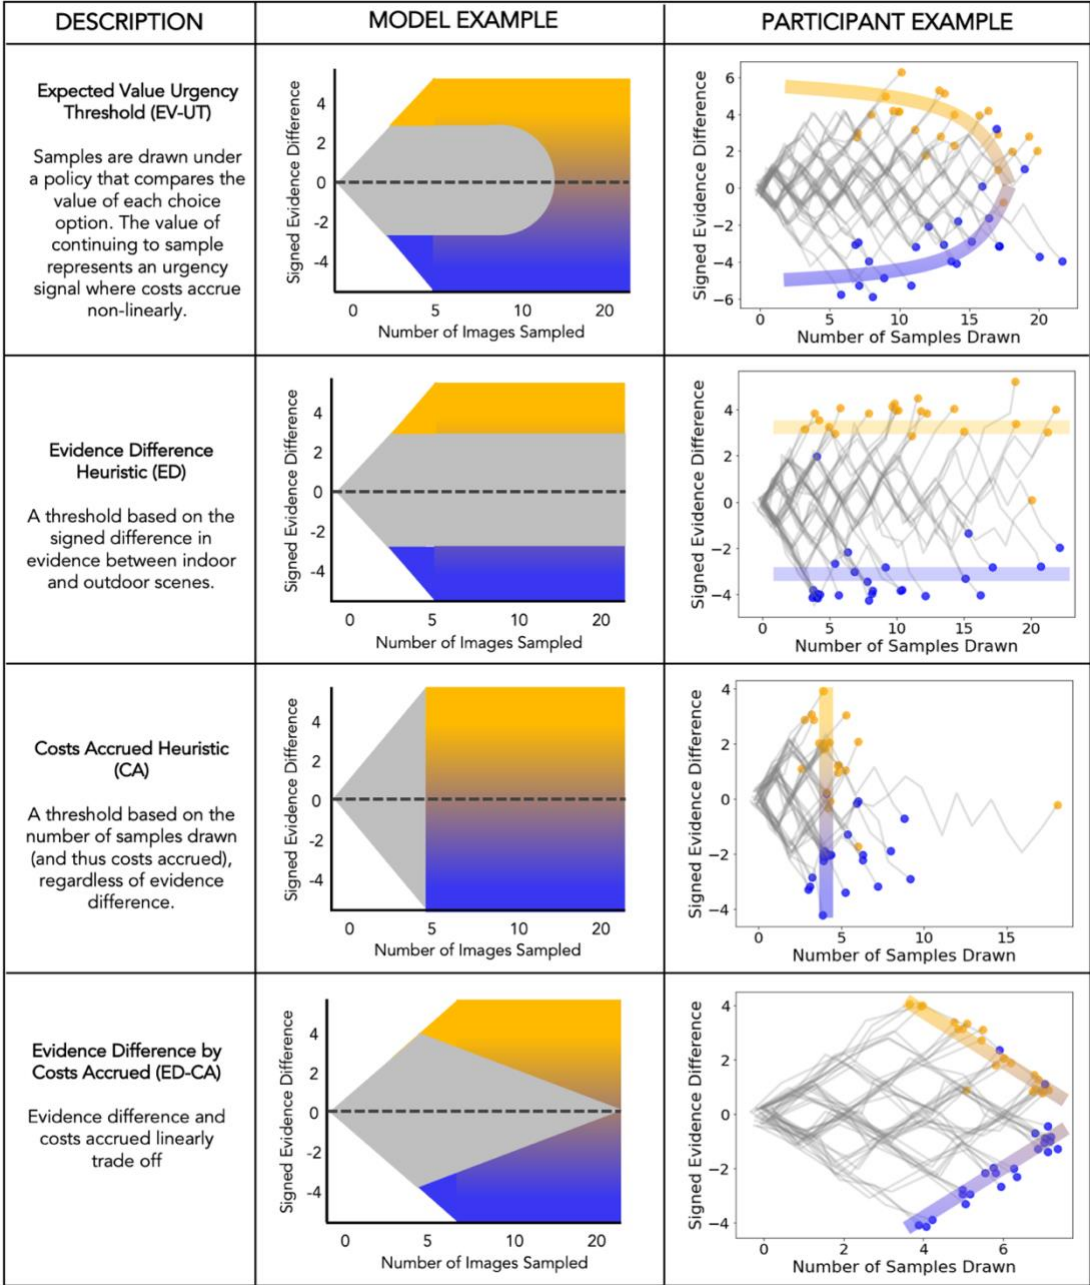 DESCRIPTION
MODEL EXAMPLE
PARTICIPANT EXAMPLE
Expected Value Urgency
Threshold (EV-UT)
Samples are drawn under
a policy that compares the
value of each choice
option. The value of
continuing to sample
represents an urgency
signal where costs accrue
non-linearly.
Signed Evidence Difference
4
2
0
-2
-4
0
5
10
20
Number of Images Sampled
Signed Evidence Difference
6
4
2
0
−2
−4
−6
0
5
10
15
20
Number of Samples Drawn
Evidence Difference
Heuristic (ED)
A threshold based on the
signed difference in
evidence between indoor
and outdoor scenes.
Signed Evidence Difference
4
2
0
-2
-4
0
5
10
20
Number of Images Sampled
Signed Evidence Difference
4
2
0
−2
−4
0
5
10
15
20
Number of Samples Drawn
Costs Accrued Heuristic
(CA)
A threshold based on the
number of samples drawn
(and thus costs accrued),
regardless of evidence
difference.
Signed Evidence Difference
4
2
0
-2
-4
0
5
10
20
Number of Images Sampled
Signed Evidence Difference
4
2
0
−2
−4
0
5
10
15
Number of Samples Drawn
Evidence Difference by
Costs Accrued (ED-CA)
Evidence difference and
costs accrued linearly
trade off
Signed Evidence Difference
4
2
0
-2
-4
0
5
10
20
Number of Images Sampled
Signed Evidence Difference
4
2
0
−2
−4
0
2
4
6
Number of Samples Drawn